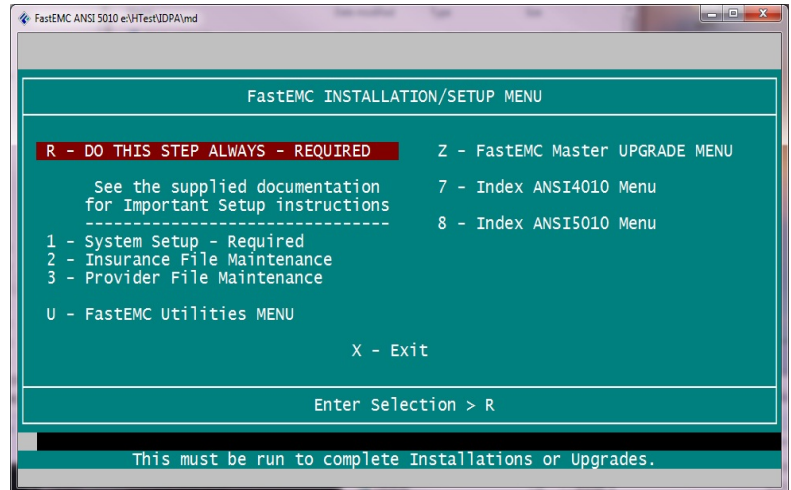 FastEMC ANSI 5010 e:\HTest\IDPA\md
FastEMC INSTALLATION/SETUP MENU
R - DO THIS STEP ALWAYS - REQUIRED
See the supplied documentation
for Important Setup instructions
--------------------------------
1 - System Setup - Required
2 - Insurance File Maintenance
3 - Provider File Maintenance
U - FastEMC Utilities MENU
Z - FastEMC Master UPGRADE MENU
7 - Index ANSI4010 Menu
8 - Index ANSI5010 Menu
X - Exit
Enter Selection > R
This must be run to complete Installations or Upgrades.